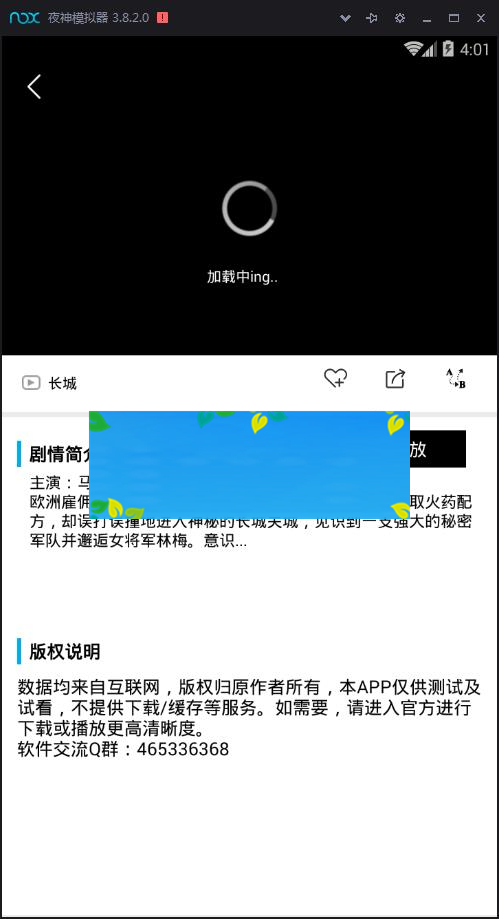 nox 夜神模拟器 3.8.2.0
4:01
加载中ing..
长城
A B
剧情简介
放
主演：马
欧洲雇佣 取火药配
方，却误打误撞地进入神秘的长城关城，见识到一支强大的秘密
军队并邂逅女将军林梅。意识...
版权说明
数据均来自互联网，版权归原作者所有，本APP仅供测试及
试看，不提供下载/缓存等服务。如需要，请进入官方进行
下载或播放更高清晰度。
软件交流Q群：465336368